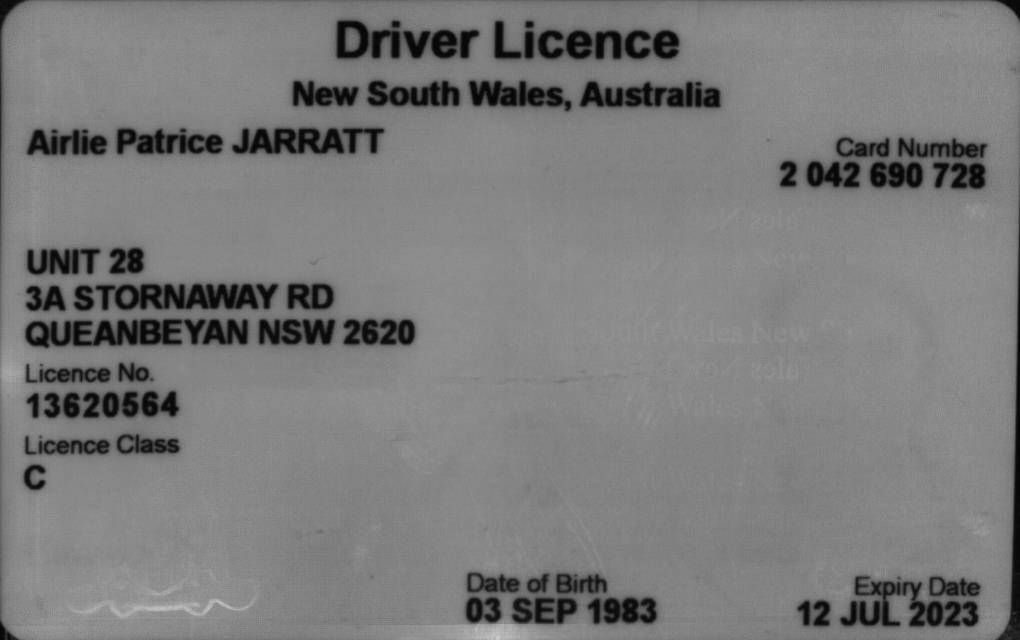 Driver Licence
New South Wales, Australia
Airlie Patrice JARRATT
Card Number
2 042 690 728
UNIT 28
3A STORNAWAY RD
QUEANBEYAN NSW 2620
Licence No.
13620564
Licence Class
C
Date of Birth
03 SEP 1983
Expiry Date
12 JUL 2023